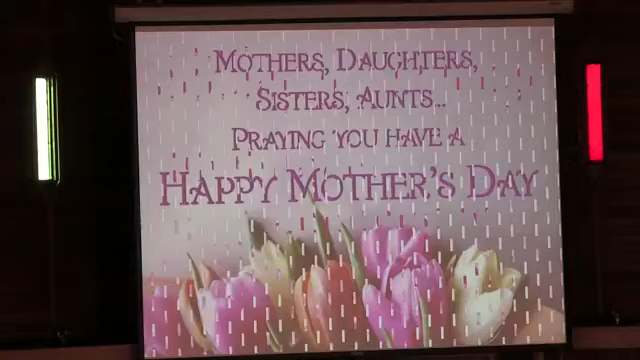 Mothers, Daughters,
Sisters, Aunts...
Praying you have a
Happy Mother's Day